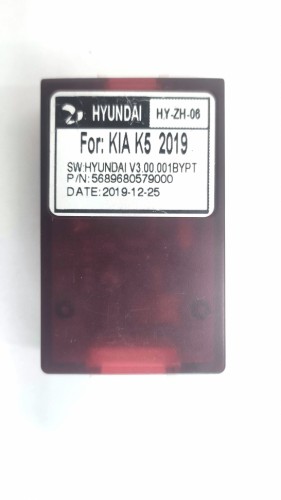 HYUNDAI HY-ZH-06
For: KIA K5 2019
SW:HYUNDAI V3.00.001BYPT
P/N:5689680579000
DATE: 2019-12-25